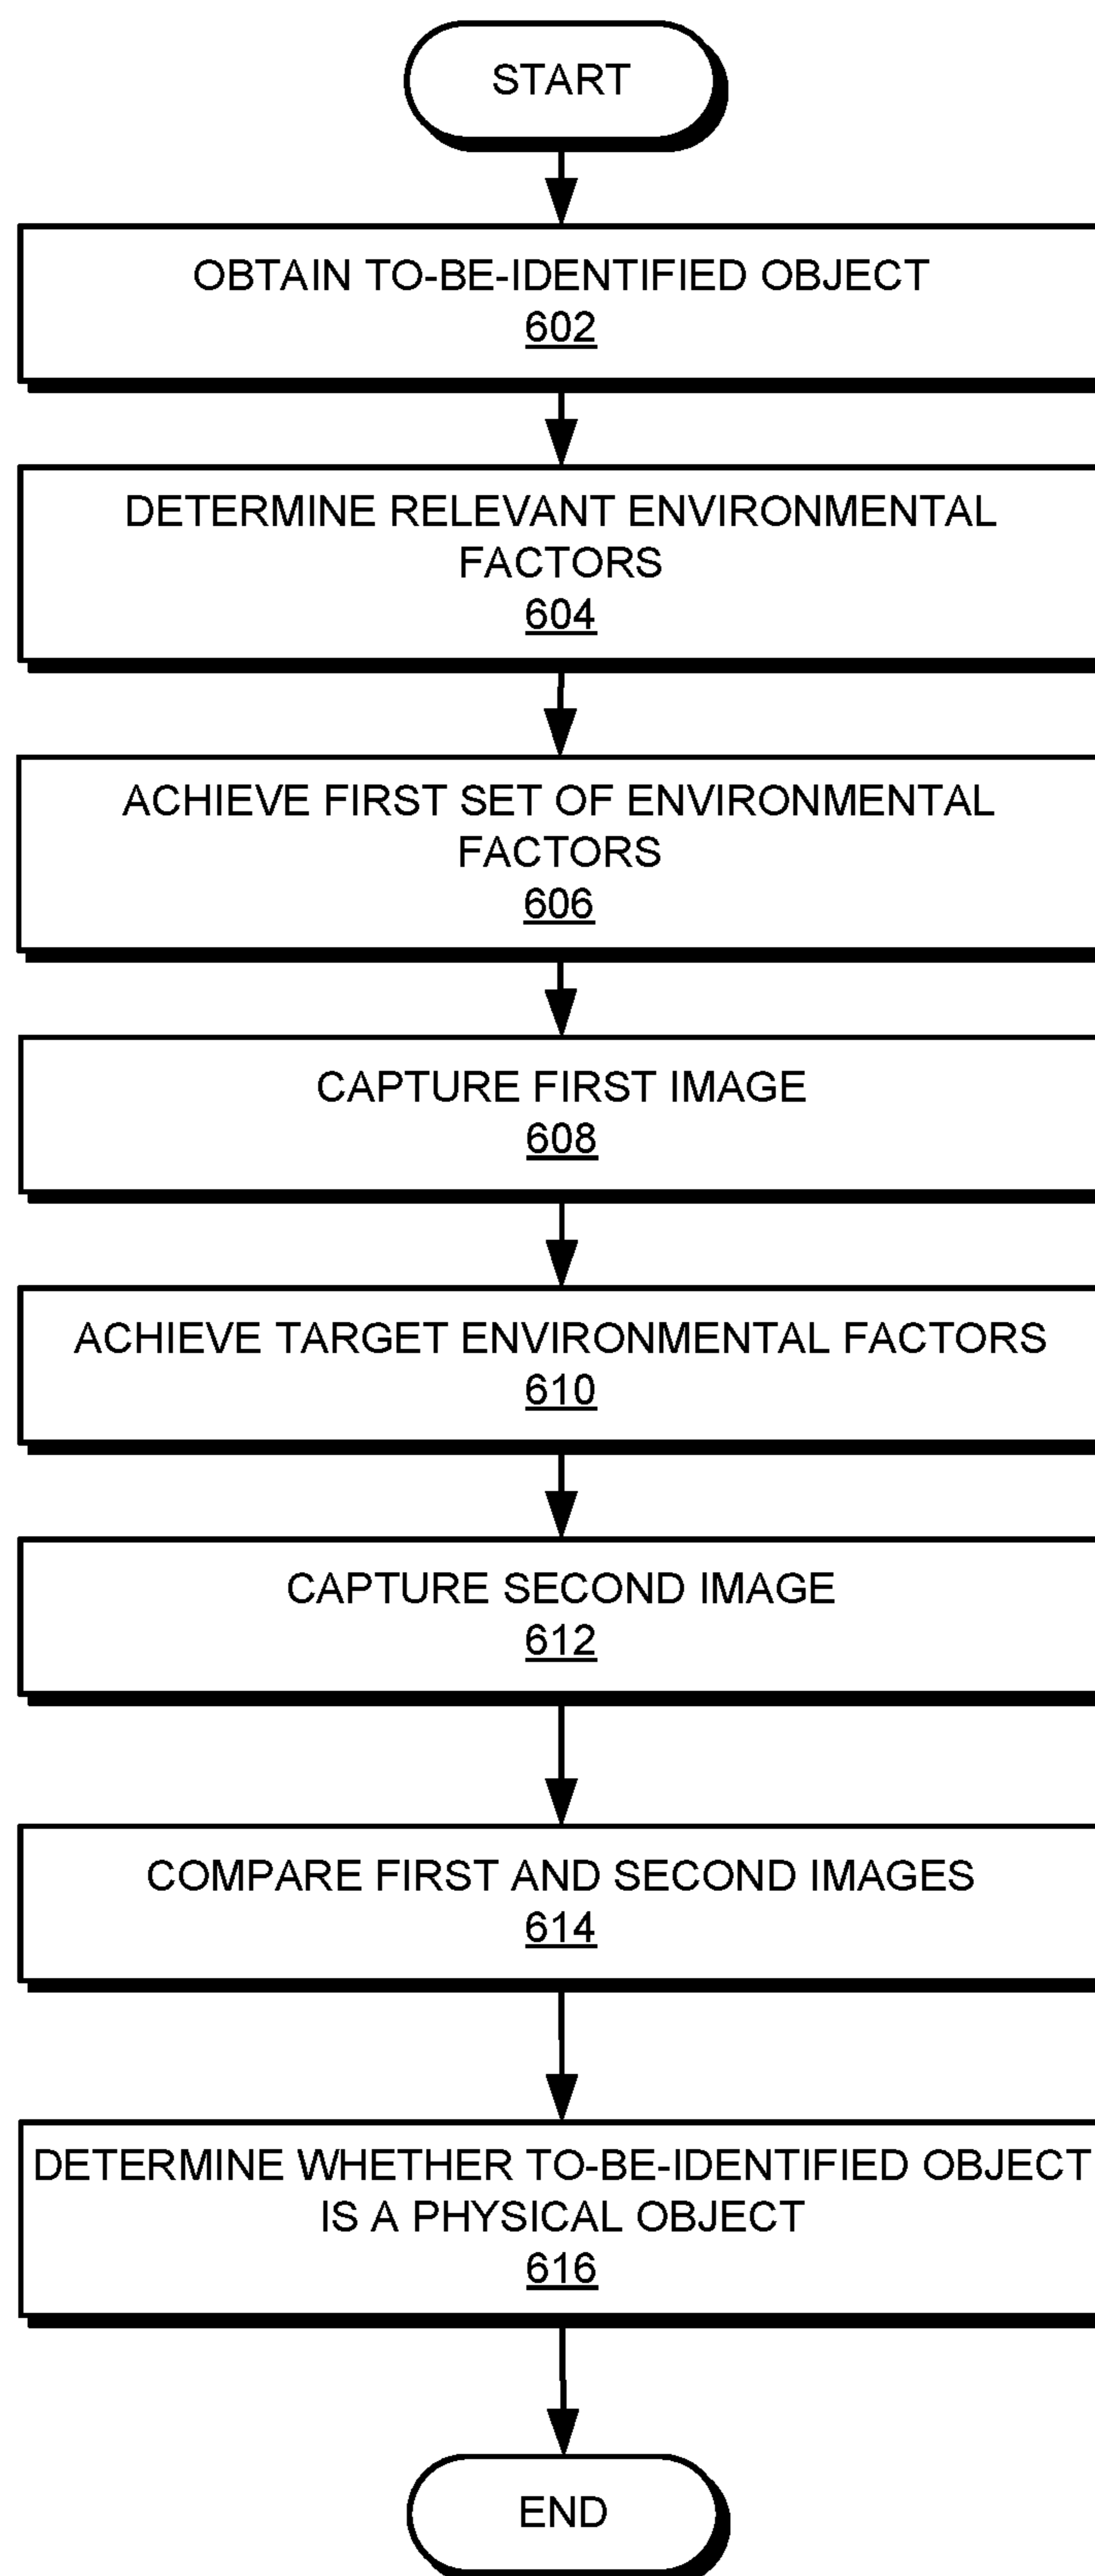 START
OBTAIN TO-BE-IDENTIFIED OBJECT
602
DETERMINE RELEVANT ENVIRONMENTAL
FACTORS
604
ACHIEVE FIRST SET OF ENVIRONMENTAL
FACTORS
606
CAPTURE FIRST IMAGE
608
ACHIEVE TARGET ENVIRONMENTAL FACTORS
610
CAPTURE SECOND IMAGE
612
COMPARE FIRST AND SECOND IMAGES
614
DETERMINE WHETHER TO-BE-IDENTIFIED OBJECT
IS A PHYSICAL OBJECT
616
END